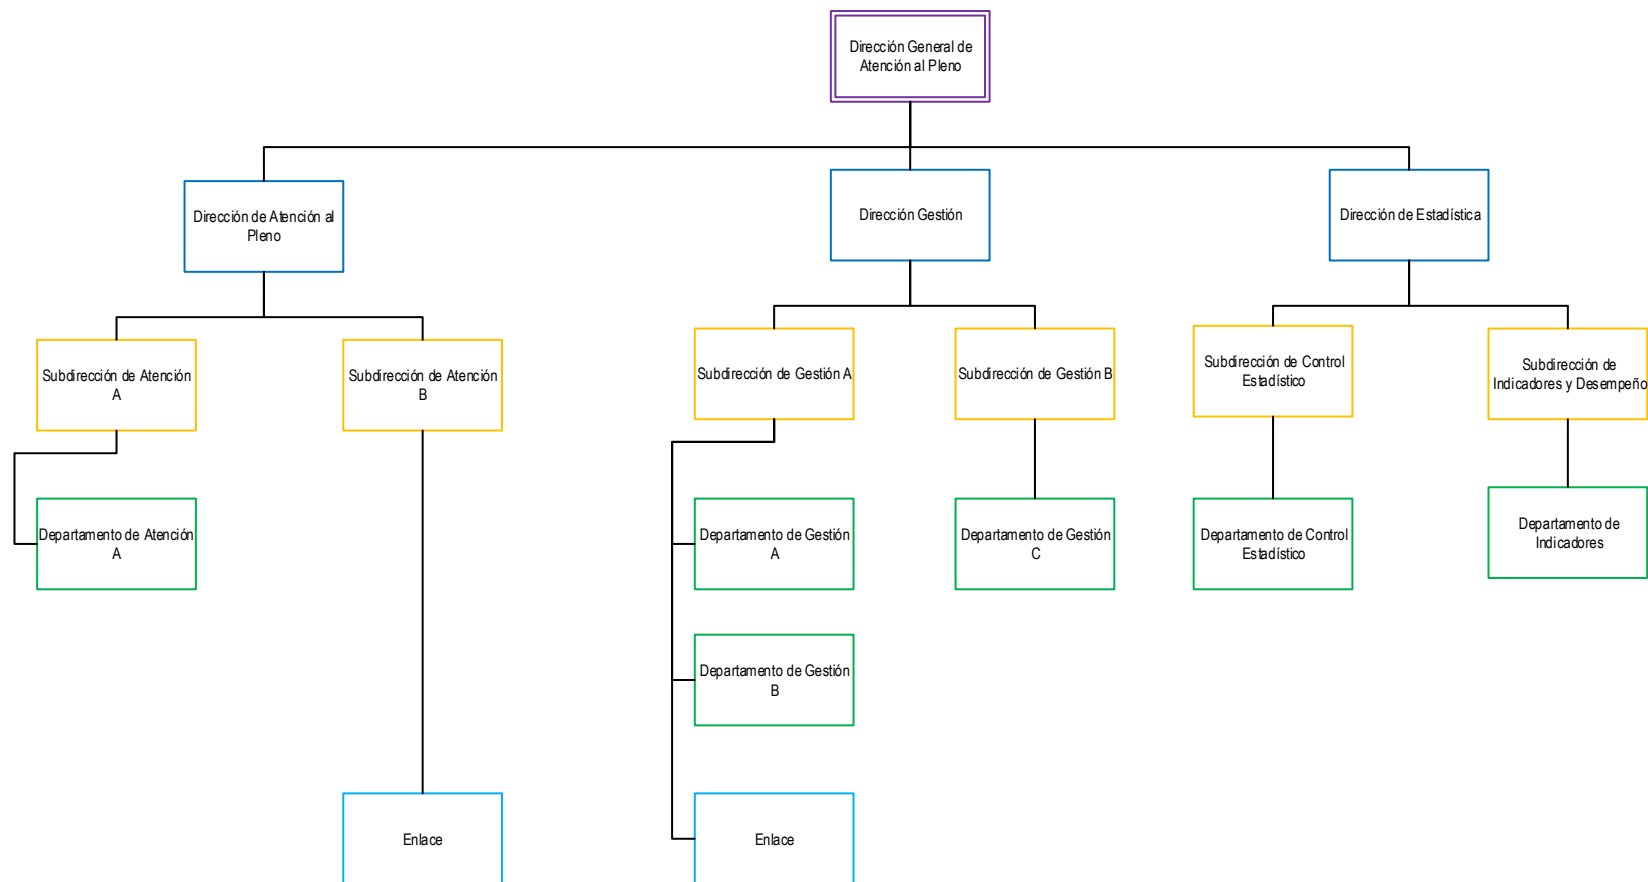 Dirección General de
Atención al Pleno
Dirección de Atención al
Pleno
Dirección Gestión
Dirección de Estadística
Subdirección de Atención
A
Subdirección de Atención
B
Subdirección de Gestión A
Subdirección de Gestión B
Subdirección de Control
Estadístico
Subdirección de
Indicadores y Desempeño
Departamento de Atención
A
Departamento de Gestión
A
Departamento de Gestión
C
Departamento de Control
Estadístico
Departamento de
Indicadores
Departamento de Gestión
B
Enlace
Enlace